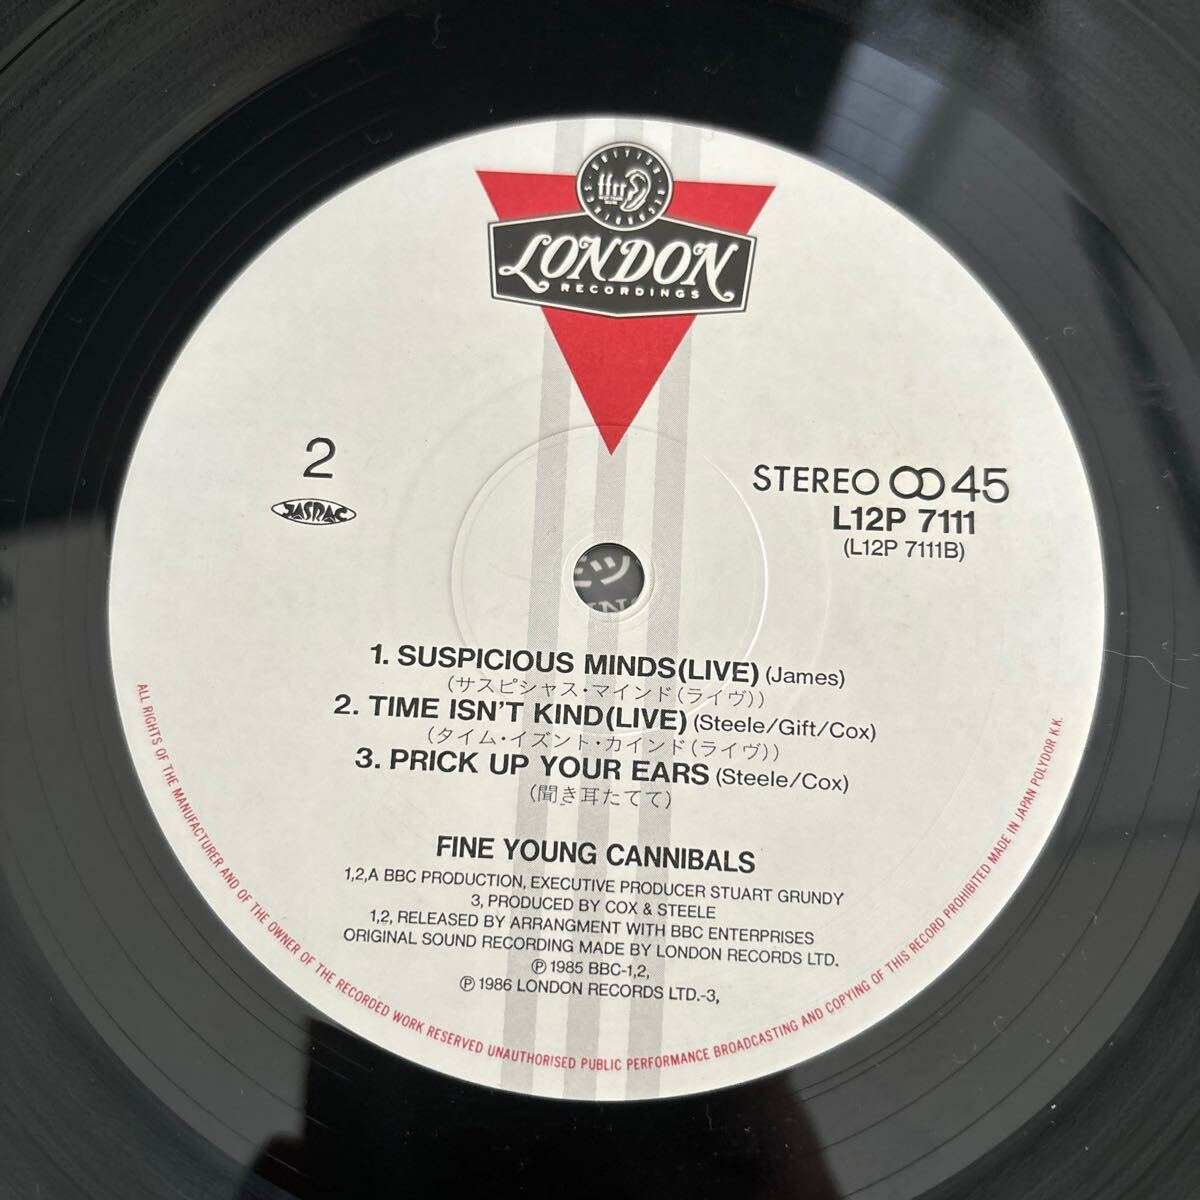 BRITISH
ffrr
RECORDINGS
LONDON
RECORDINGS
2
JASRAC
STEREO ꝏ 45
L12P 7111
(L12P 7111B)
1. SUSPICIOUS MINDS(LIVE) (James)
(サスピシャス・マインド(ライヴ))
2. TIME ISN'T KIND(LIVE) (Steele/Gift/Cox)
(タイム・イズント・カインド(ライヴ))
3. PRICK UP YOUR EARS (Steele/Cox)
(聞き耳たてて)
FINE YOUNG CANNIBALS
1,2,A BBC PRODUCTION, EXECUTIVE PRODUCER STUART GRUNDY
3, PRODUCED BY COX & STEELE
1,2, RELEASED BY ARRANGMENT WITH BBC ENTERPRISES
ORIGINAL SOUND RECORDING MADE BY LONDON RECORDS LTD.
℗ 1985 BBC-1,2,
℗ 1986 LONDON RECORDS LTD.-3,
ALL RIGHTS OF THE MANUFACTURER AND OF THE OWNER OF THE RECORDED WORK RESERVED UNAUTHORISED PUBLIC PERFORMANCE BROADCASTING AND COPYING OF THIS RECORD PROHIBITED MADE IN JAPAN POLYDOR K.K.